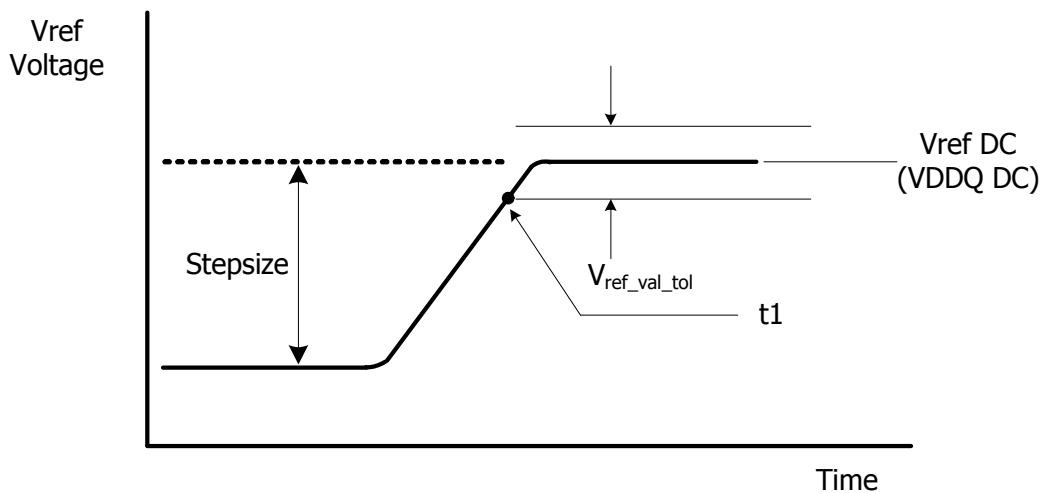 Vref
Voltage
Vref DC
(VDDQ DC)
Stepsize
Vref_val_tol
t1
Time